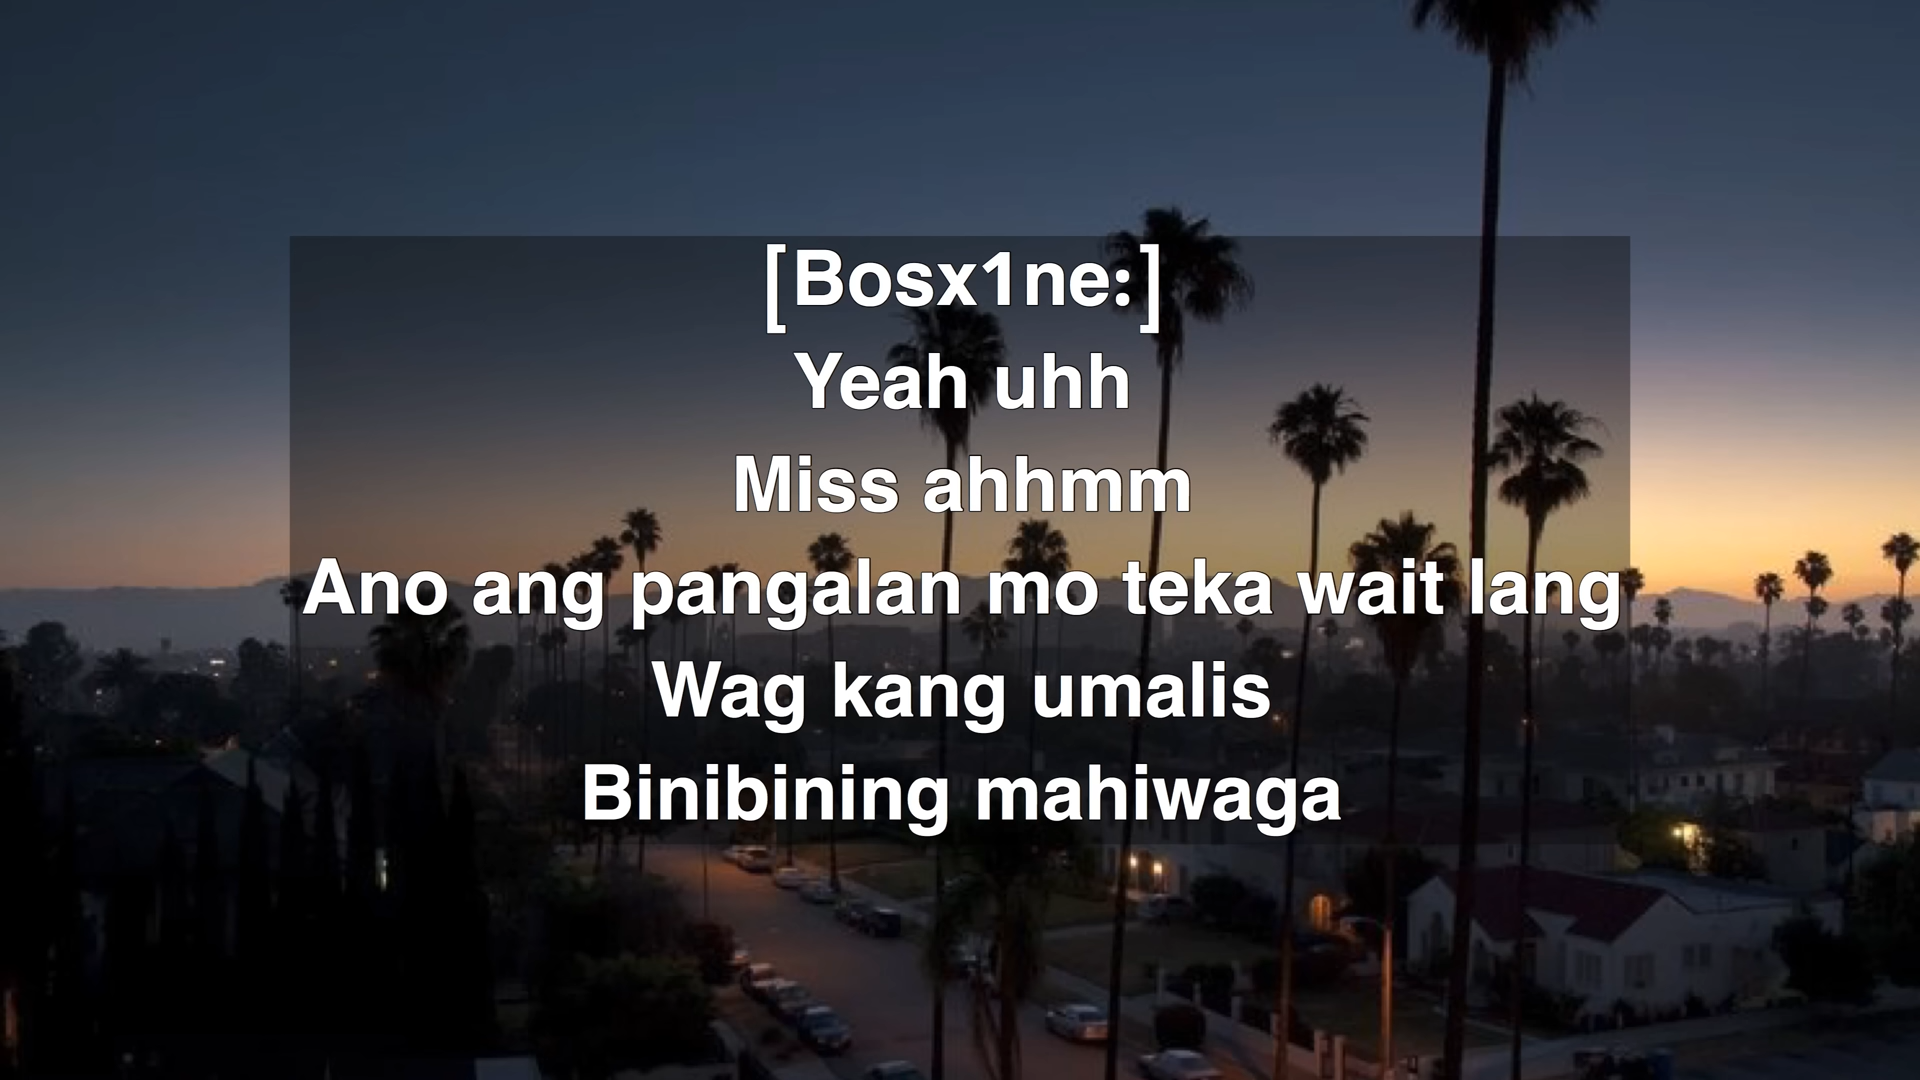 [Bosx1ne:]
Yeah uhh
Miss ahhmm
Ano ang pangalan mo teka wait lang
Wag kang umalis
Binibining mahiwaga